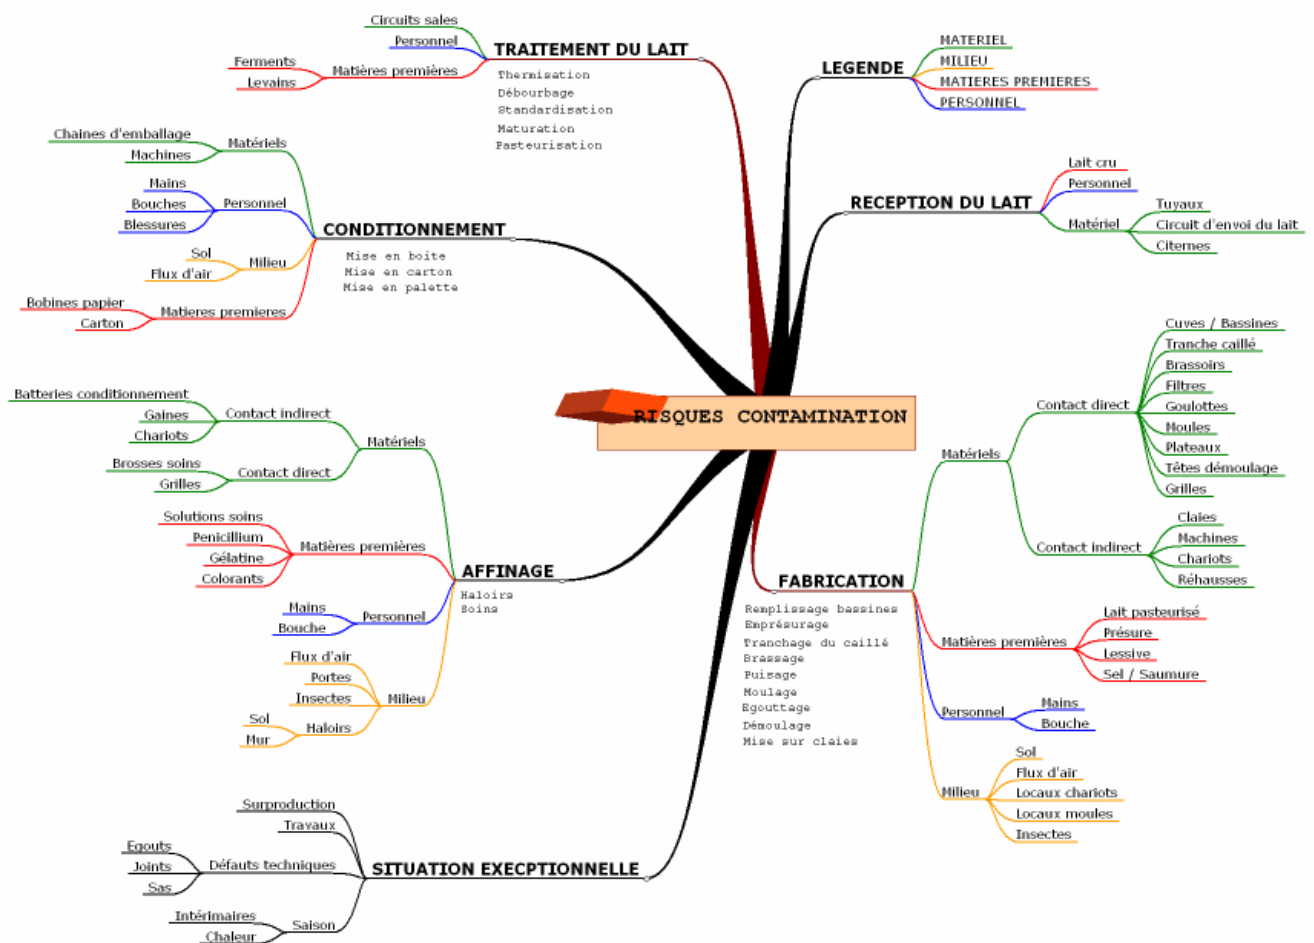 RISQUES CONTAMINATION
LEGENDE
MATERIEL
MILIEU
MATIERES PREMIERES
PERSONNEL
RECEPTION DU LAIT
Lait cru
Personnel
Matériel
Tuyaux
Circuit d'envoi du lait
Citernes
FABRICATION
Remplissage bassines
Emprésurage
Tranchage du caillé
Brassage
Puisage
Moulage
Egouttage
Démoulage
Mise sur claies
Matériels
Contact direct
Cuves / Bassines
Tranche caillé
Brassoirs
Filtres
Goulottes
Moules
Plateaux
Têtes démoulage
Grilles
Contact indirect
Claies
Machines
Chariots
Réhausses
Matières premières
Lait pasteurisé
Présure
Lessive
Sel / Saumure
Personnel
Mains
Bouche
Milieu
Sol
Flux d'air
Locaux chariots
Locaux moules
Insectes
TRAITEMENT DU LAIT
Thermisation
Débourbage
Standardisation
Maturation
Pasteurisation
Circuits sales
Personnel
Matières premières
Ferments
Levains
CONDITIONNEMENT
Mise en boite
Mise en carton
Mise en palette
Matériels
Chaines d'emballage
Machines
Personnel
Mains
Bouches
Blessures
Milieu
Sol
Flux d'air
Matieres premieres
Bobines papier
Carton
AFFINAGE
Haloirs
Soins
Matériels
Contact indirect
Batteries conditionnement
Gaines
Chariots
Contact direct
Brosses soins
Grilles
Matières premières
Solutions soins
Penicillium
Gélatine
Colorants
Personnel
Mains
Bouche
Milieu
Flux d'air
Portes
Insectes
Haloirs
Sol
Mur
SITUATION EXECPTIONNELLE
Surproduction
Travaux
Défauts techniques
Egouts
Joints
Sas
Saison
Intérimaires
Chaleur